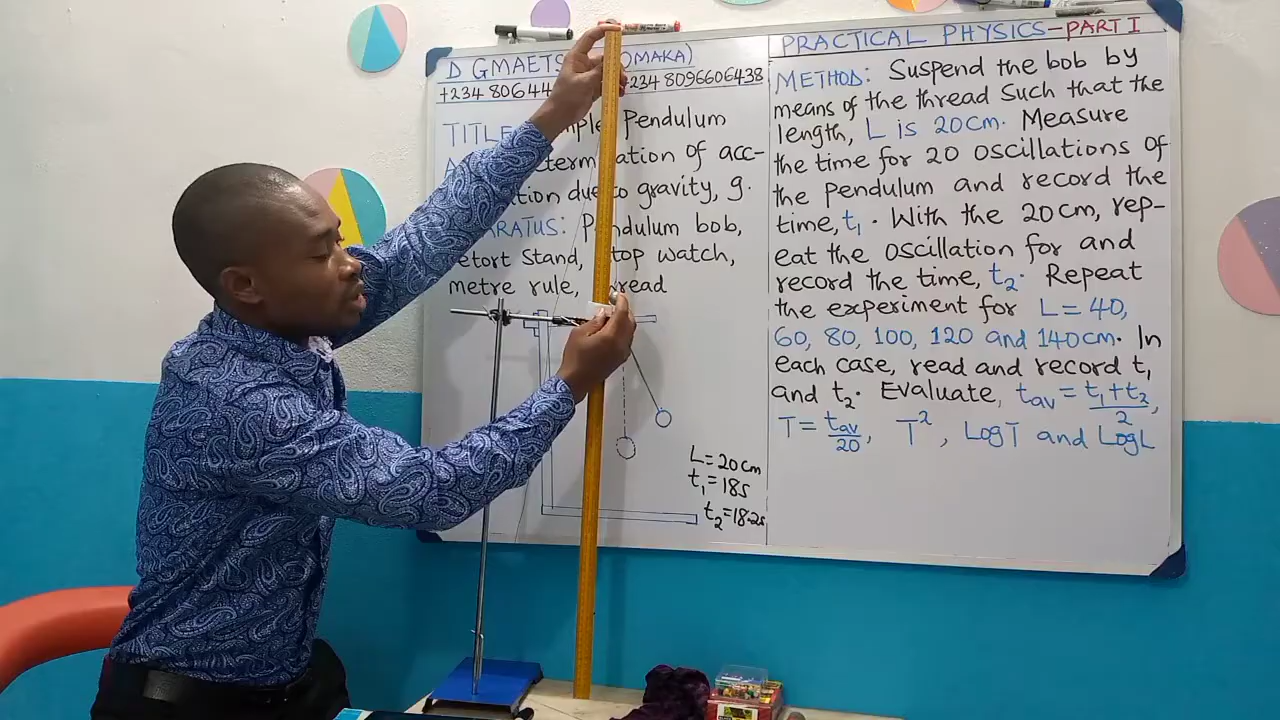 D GMAETS OMAKA)
+234 80644 234 8096606438
TITLE Pendulum
ation of acc-
tion due to gravity, g.
ARATUS: Pendulum bob,
etort Stand, top watch,
metre rule, read
L = 20cm
t₁ = 18s
t₂ = 18.2s
PRACTICAL PHYSICS-PART I
METHOD: Suspend the bob by
means of the thread Such that the
length, L is 20cm. Measure
the time for 20 oscillations of
the pendulum and record the
time, t₁. With the 20cm, rep-
eat the oscillation for and
record the time, t₂. Repeat
the experiment for L = 40,
60, 80, 100, 120 and 140cm. In
each case, read and record t₁
and t₂. Evaluate, tav = t₁ + t₂/2,
T = tav/20, T², LogT and LogL